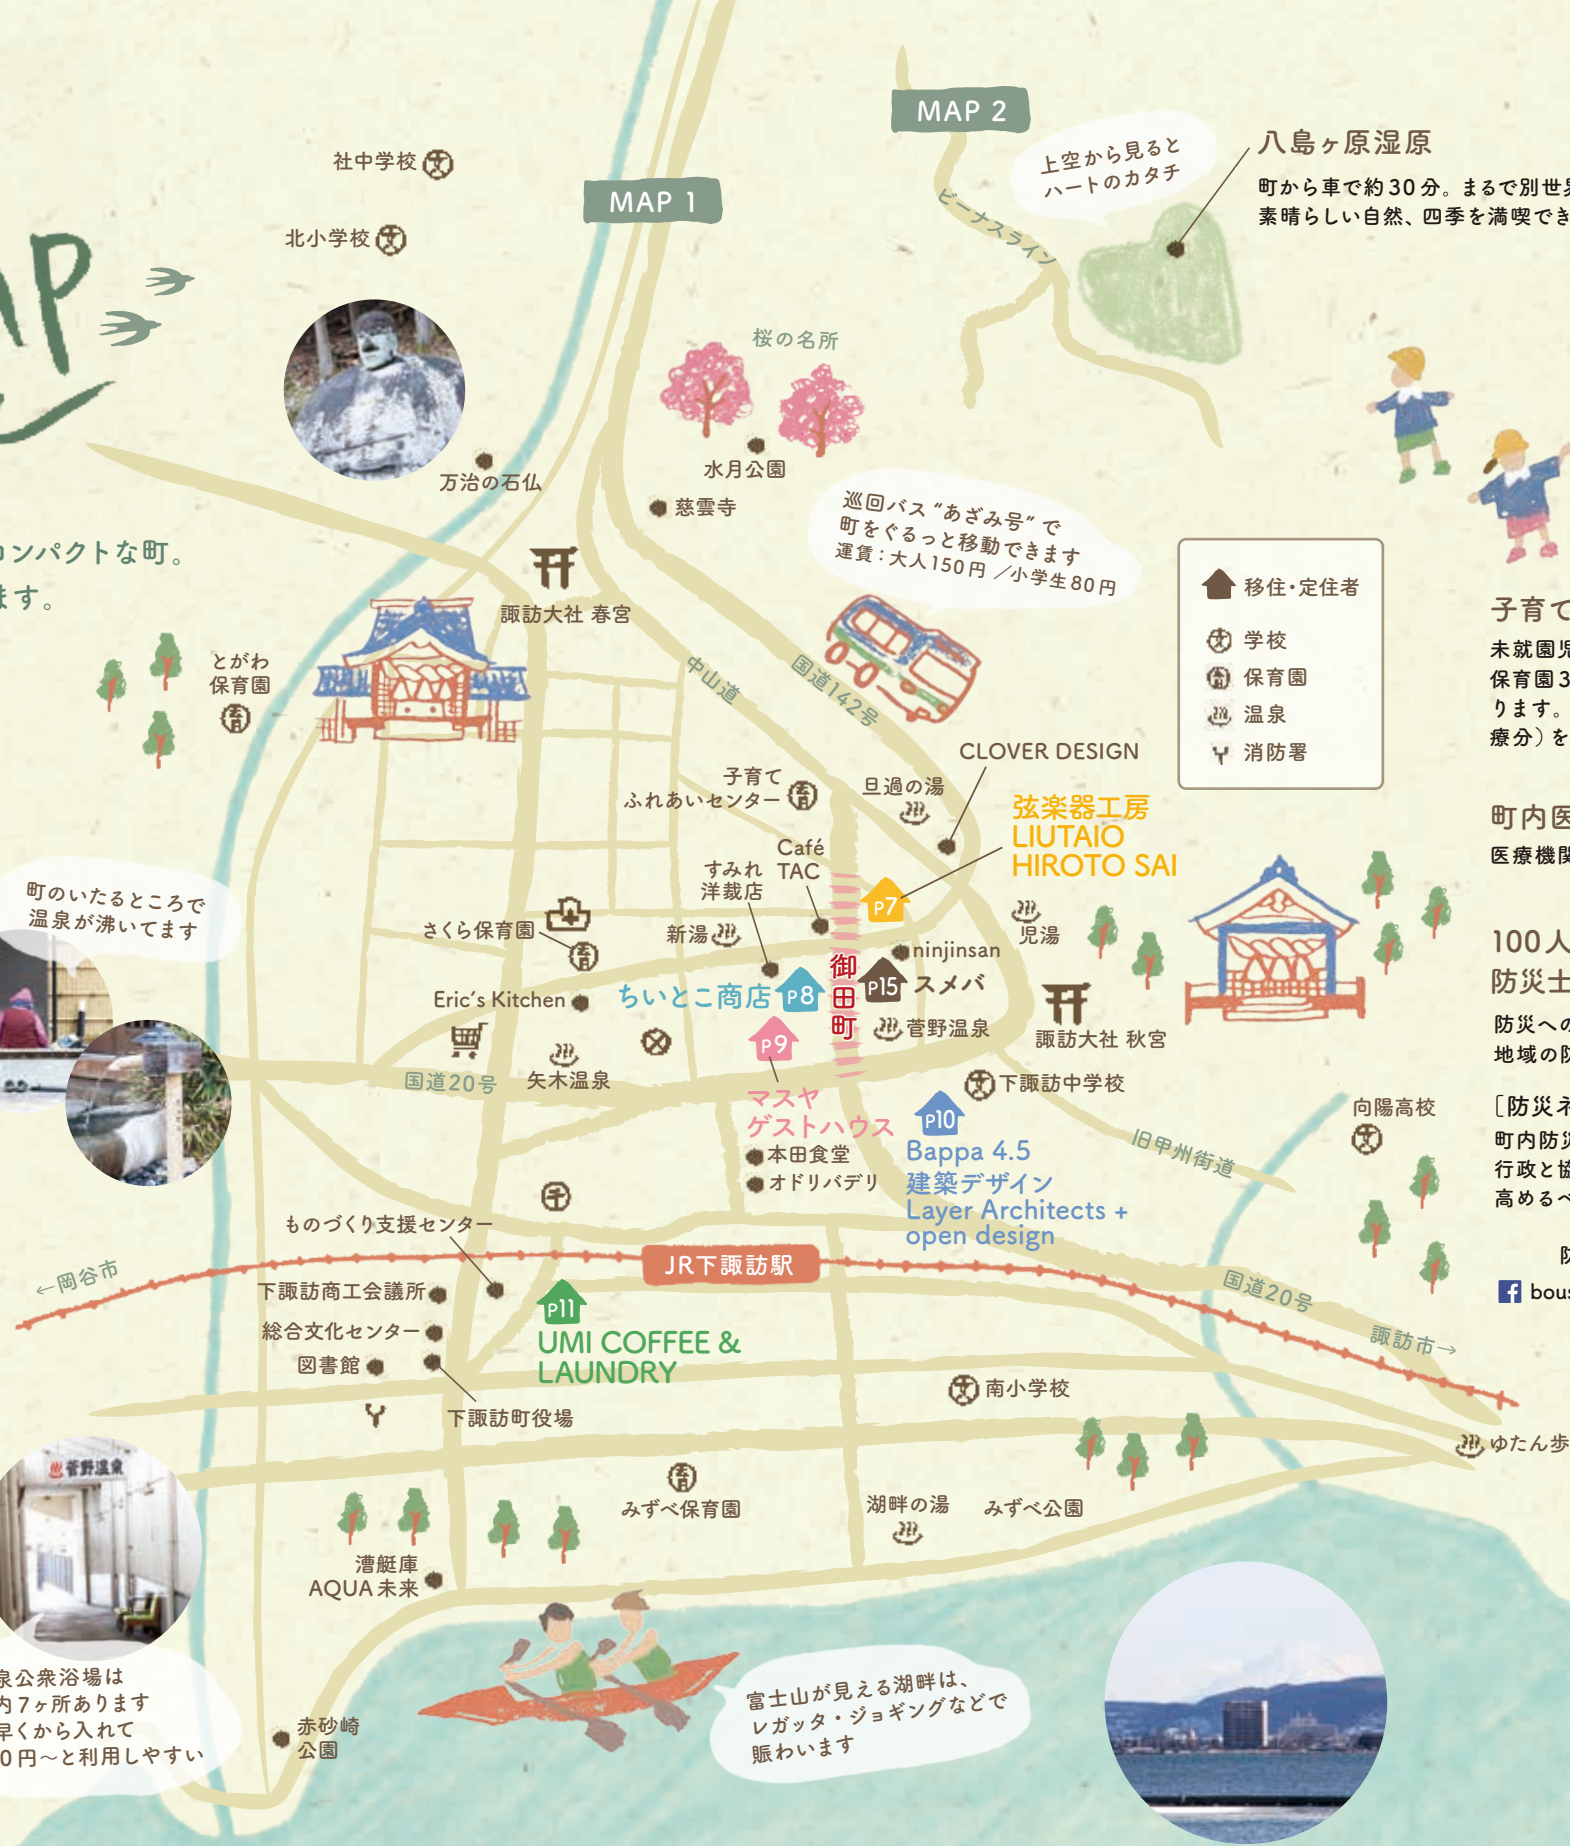 MAP 2
上空から見ると
ハートのカタチ
八島ヶ原湿原
町から車で約30分。まるで別世界
素晴らしい自然、四季を満喫でき
ビーナスライン
社中学校
MAP 1
北小学校
AP
桜の名所
水月公園
万治の石仏
慈雲寺
巡回バス“あざみ号”で
町をぐるっと移動できます
運賃：大人150円／小学生80円
コンパクトな町。
ます。
諏訪大社 春宮
移住・定住者
学校
保育園
温泉
消防署
子育て
未就園児
保育園3
ります。
療分）を
とがわ
保育園
中山道
国道142号
CLOVER DESIGN
子育て
ふれあいセンター
旦過の湯
弦楽器工房
LIUTAIO
HIROTO SAI
町内医
医療機関
Café
TAC
すみれ
洋裁店
P7
町のいたるところで
温泉が沸いてます
さくら保育園
新湯
児湯
ninjinsan
100人
防災士
防災への
地域の防
Eric's Kitchen
ちいとこ商店
P8
御田町
P15
スメバ
菅野温泉
諏訪大社 秋宮
P9
国道20号
矢木温泉
下諏訪中学校
マスヤ
ゲストハウス
P10
向陽高校
［防災ネ
町内防災
行政と協
高めるべ
本田食堂
オドリバデリ
Bappa 4.5
建築デザイン
Layer Architects +
open design
旧甲州街道
ものづくり支援センター
JR下諏訪駅
防
bous
←岡谷市
下諏訪商工会議所
P11
国道20号
総合文化センター
UMI COFFEE &
LAUNDRY
図書館
諏訪市→
下諏訪町役場
南小学校
ゆたん歩
菅野温泉
みずべ保育園
湖畔の湯
みずべ公園
漕艇庫
AQUA未来
泉公衆浴場は
内7ヶ所あります
早くから入れて
0円〜と利用しやすい
赤砂崎
公園
富士山が見える湖畔は、
レガッタ・ジョギングなどで
賑わいます